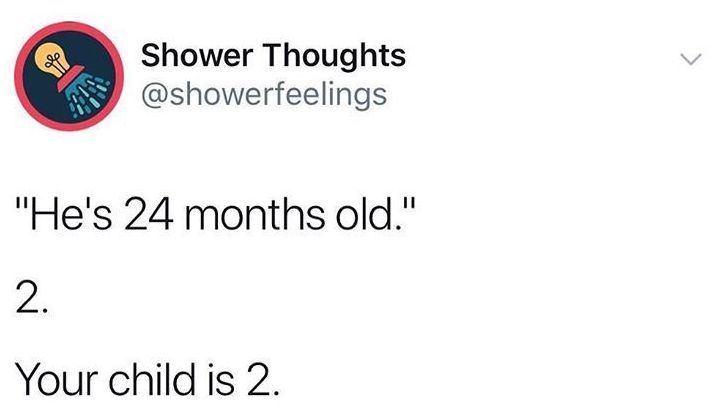 Shower Thoughts
@showerfeelings
"He's 24 months old."
2.
Your child is 2.